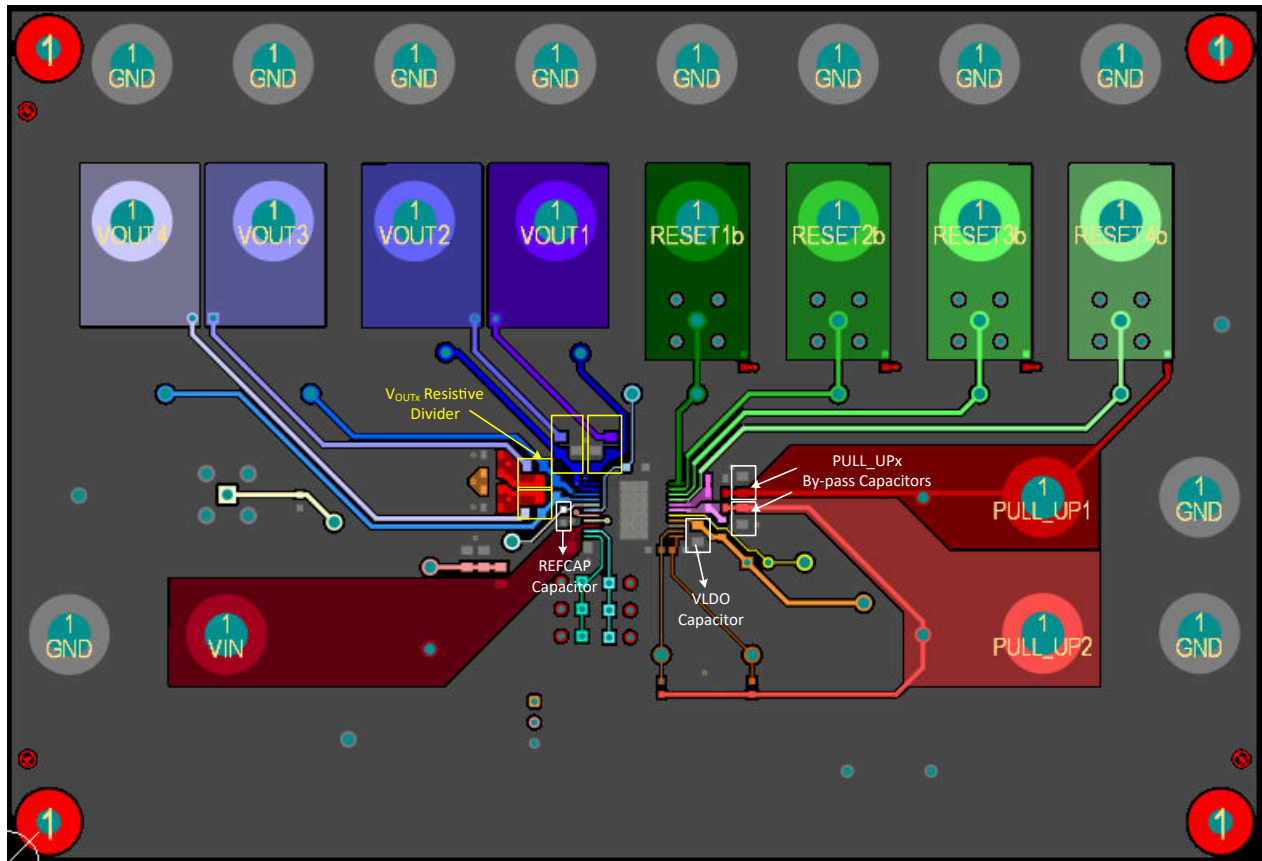 1
1
1
GND
1
GND
1
GND
1
GND
1
GND
1
GND
1
GND
1
GND
1
VOUT4
1
VOUT3
1
VOUT2
1
VOUT1
1
RESET1b
1
RESET2b
1
RESET3b
1
RESET4b
VOUTx Resistive
Divider
PULL_UPx
By-pass Capacitors
1
PULL_UP1
1
GND
REFCAP
Capacitor
VLDO
Capacitor
1
GND
1
VIN
1
PULL_UP2
1
GND
1
1